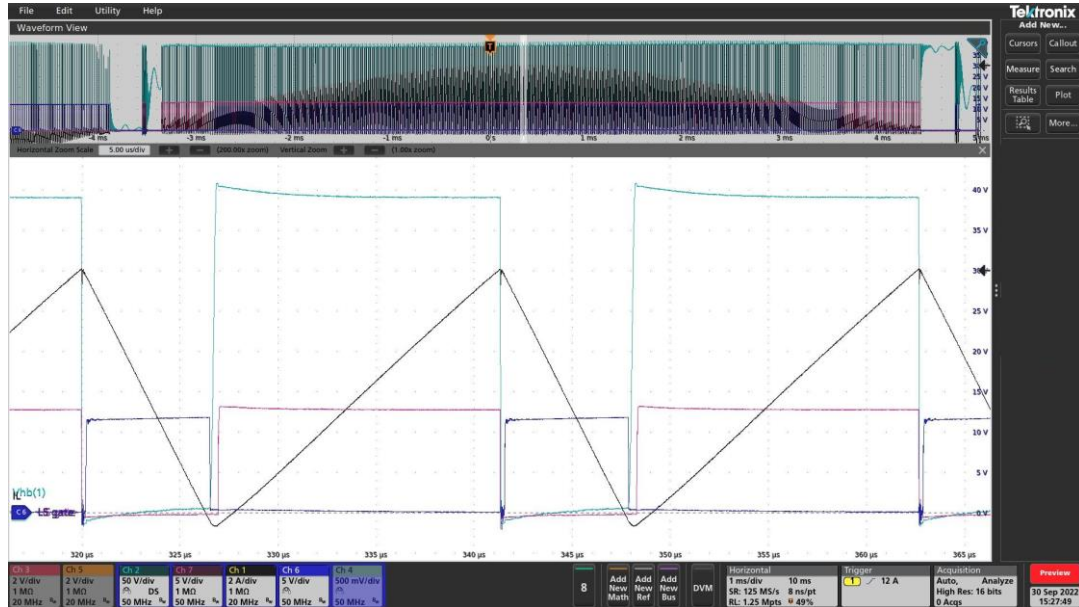 File Edit Utility Help
Tektronix
Waveform View
Add New...
Cursors Callout
Measure Search
Results Table Plot
More...
T
25 V
20 V
15 V
-4 ms -3 ms -2 ms 0 s 1 ms 2 ms 3 ms 4 ms 5 ms
Horizontal Zoom Scale 5.00 us/div + − (200.00x zoom) Vertical Zoom + − (1.00x zoom)
40 V
35 V
30
25 V
20 V
15 V
10 V
5 V
0 V
Vhb(1)
C6 LS gate
320 µs 325 µs 330 µs 335 µs 340 µs 345 µs 350 µs 355 µs 360 µs 365 µs
Ch 3 Ch 5 Ch 2 Ch 7 Ch 1 Ch 6 Ch 4
2 V/div 2 V/div 50 V/div 5 V/div 2 A/div 5 V/div 500 mV/div
1 MΩ 1 MΩ DS 1 MΩ 1 MΩ
20 MHz 20 MHz 50 MHz 20 MHz 20 MHz 50 MHz 50 MHz
8
Add New Math
Add New Ref
Add New Bus
DVM
Horizontal
1 ms/div 10 ms
SR: 125 MS/s 8 ns/pt
RL: 1.25 Mpts 49%
Trigger
1 12 A
Acquisition
Auto, Analyze
High Res: 16 bits
0 Acqs
Preview
30 Sep 2022
15:27:49